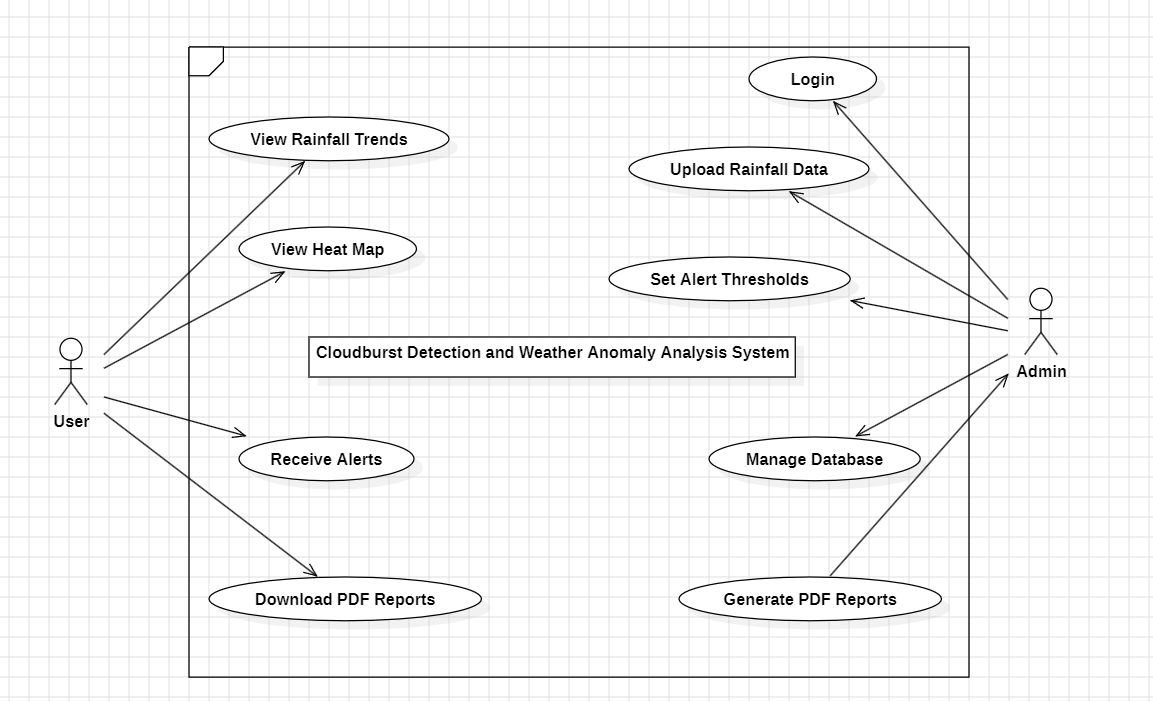 Login
View Rainfall Trends
Upload Rainfall Data
View Heat Map
Set Alert Thresholds
Cloudburst Detection and Weather Anomaly Analysis System
User
Admin
Receive Alerts
Manage Database
Download PDF Reports
Generate PDF Reports